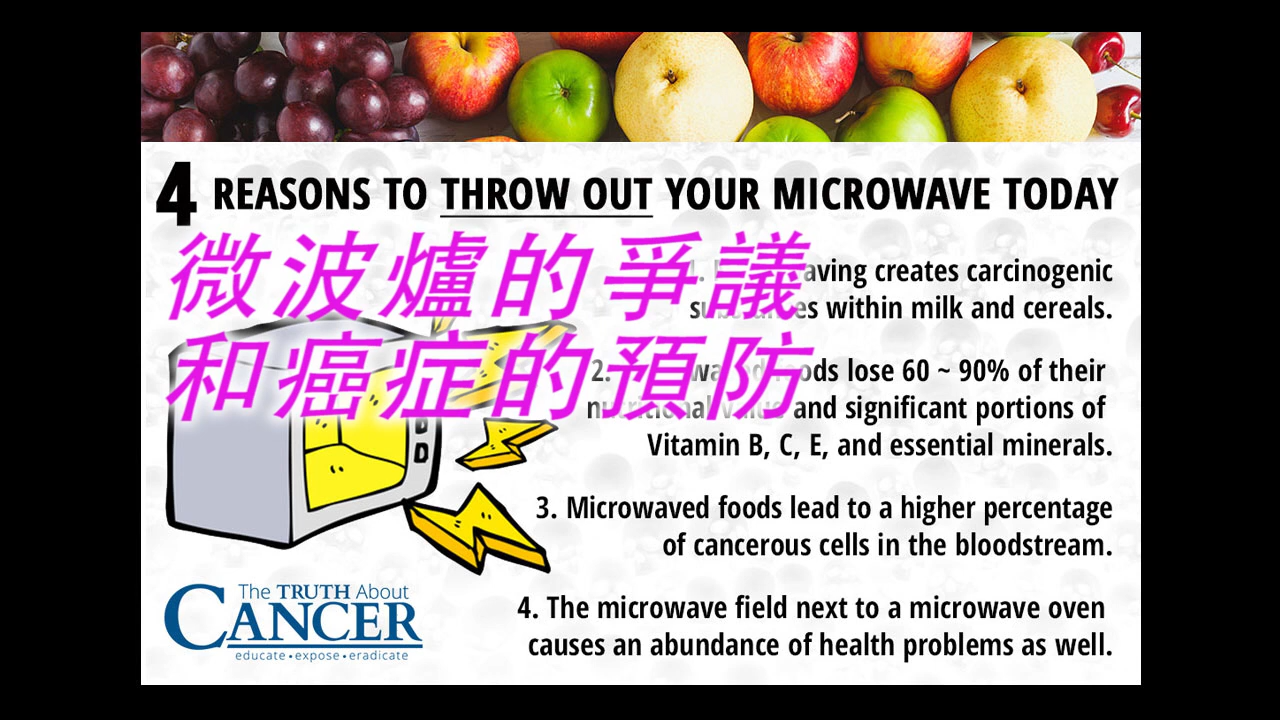 4 REASONS TO THROW OUT YOUR MICROWAVE TODAY
微波爐的爭議
和癌症的預防
1. aving creates carcinogenic
within milk and cereals.
2. lose 60 ~ 90% of their
and significant portions of
Vitamin B, C, E, and essential minerals.
3. Microwaved foods lead to a higher percentage
of cancerous cells in the bloodstream.
4. The microwave field next to a microwave oven
causes an abundance of health problems as well.
The TRUTH About
CANCER
educate • expose • eradicate